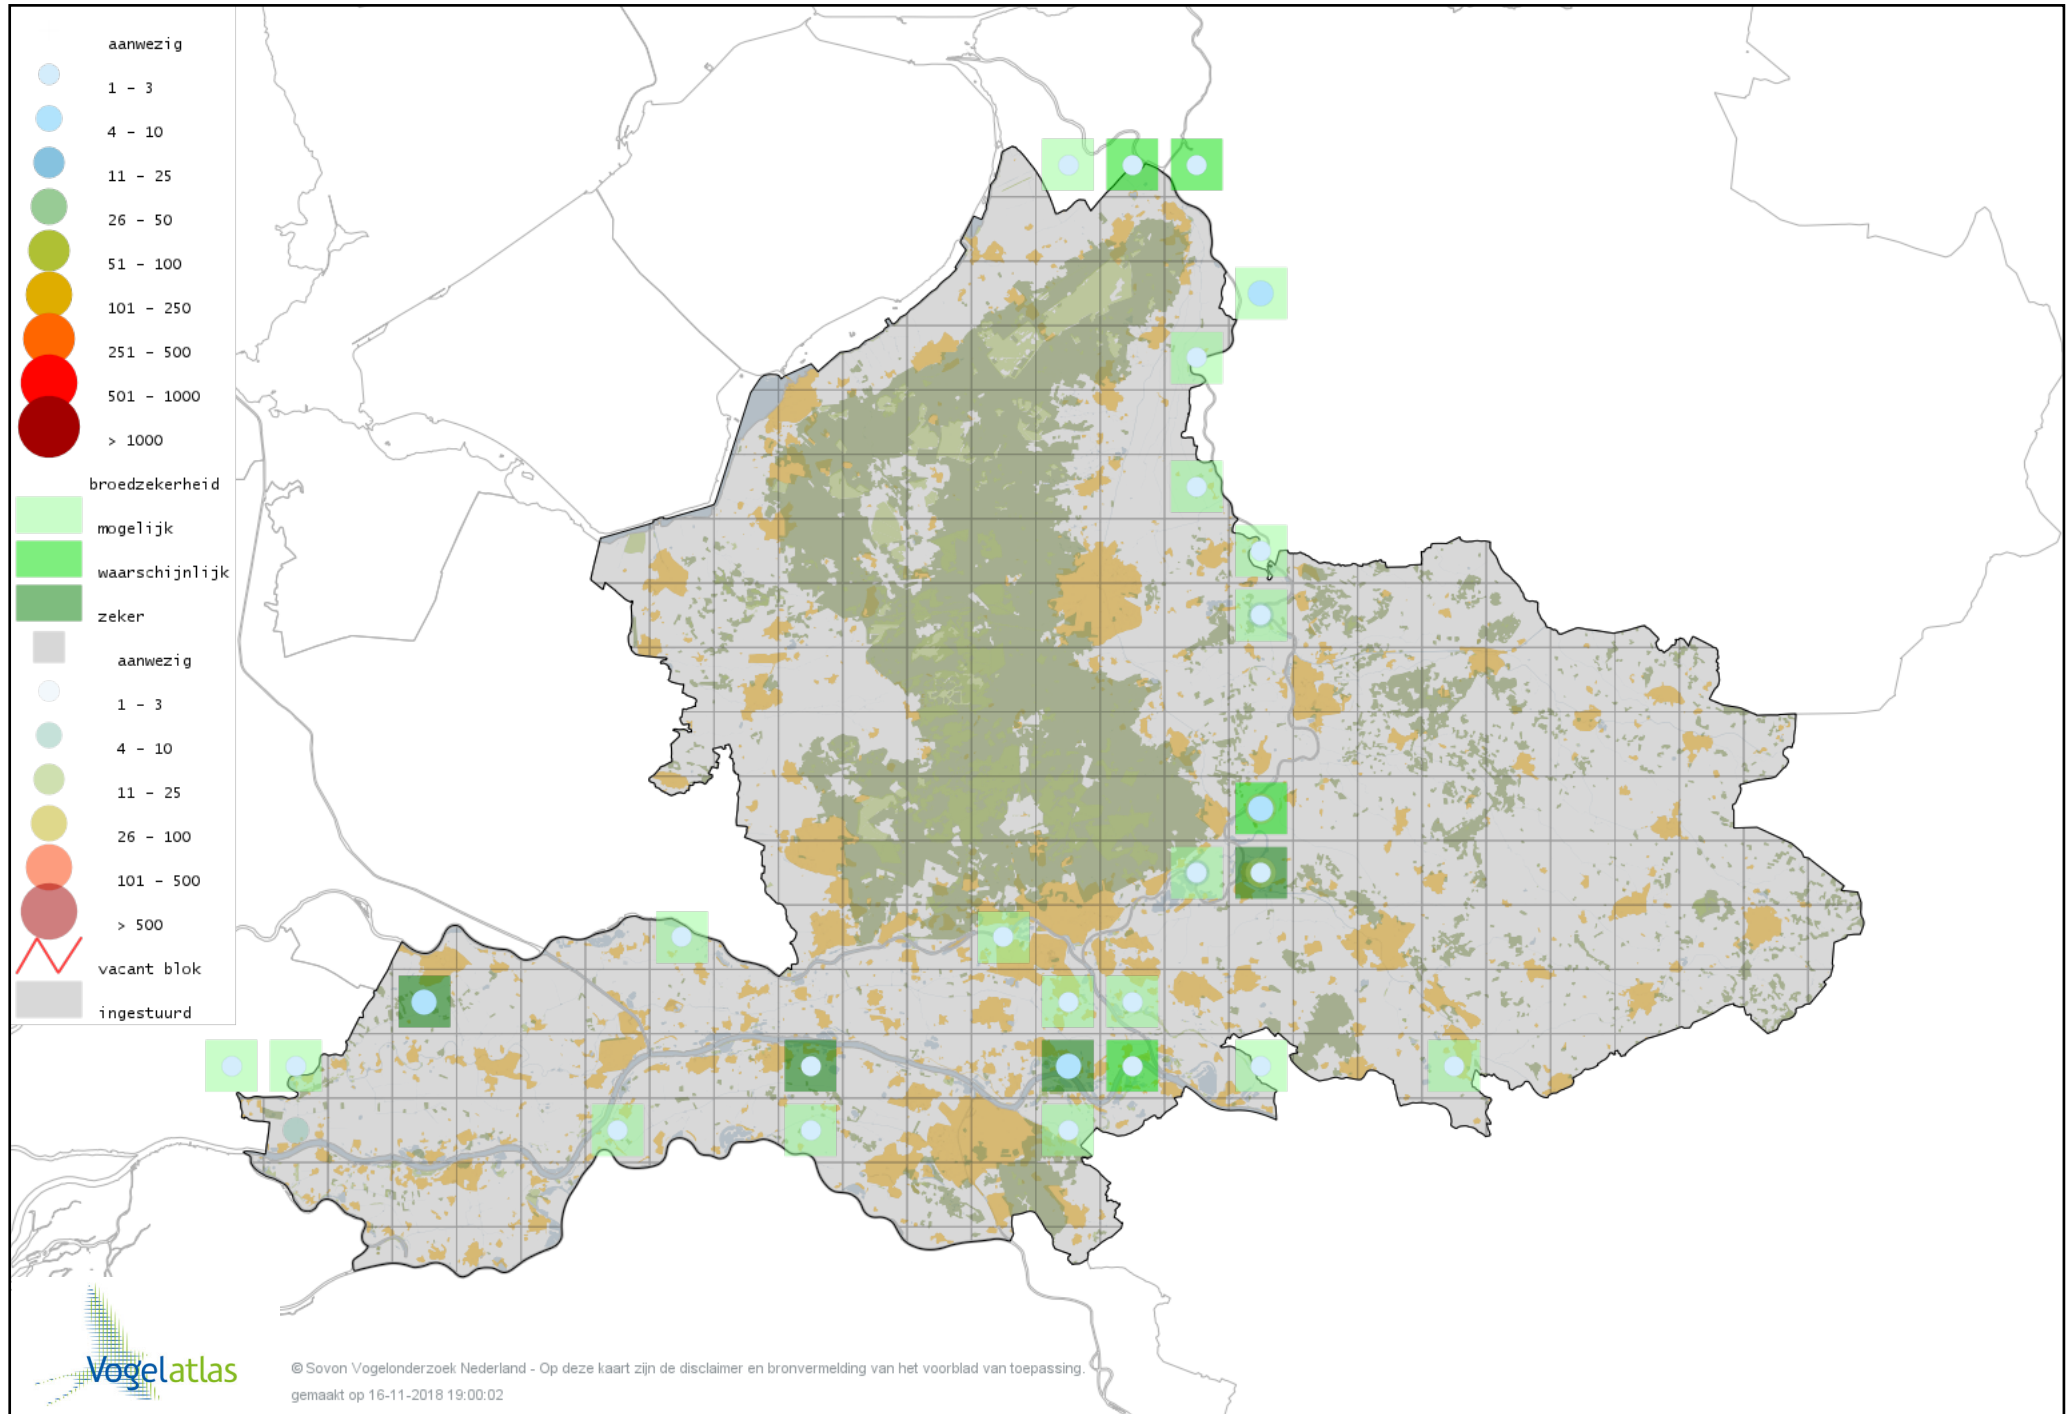 aanwezig
1 - 3
4 - 10
11 - 25
26 - 50
51 - 100
101 - 250
251 - 500
501 - 1000
> 1000
broedzekerheid
mogelijk
waarschijnlijk
zeker
aanwezig
1 - 3
4 - 10
11 - 25
26 - 100
101 - 500
> 500
vacant blok
ingestuurd
Vogelatlas
© Sovon Vogelonderzoek Nederland - Op deze kaart zijn de disclaimer en bronvermelding van het voorblad van toepassing.
gemaakt op 16-11-2018 19:00:02